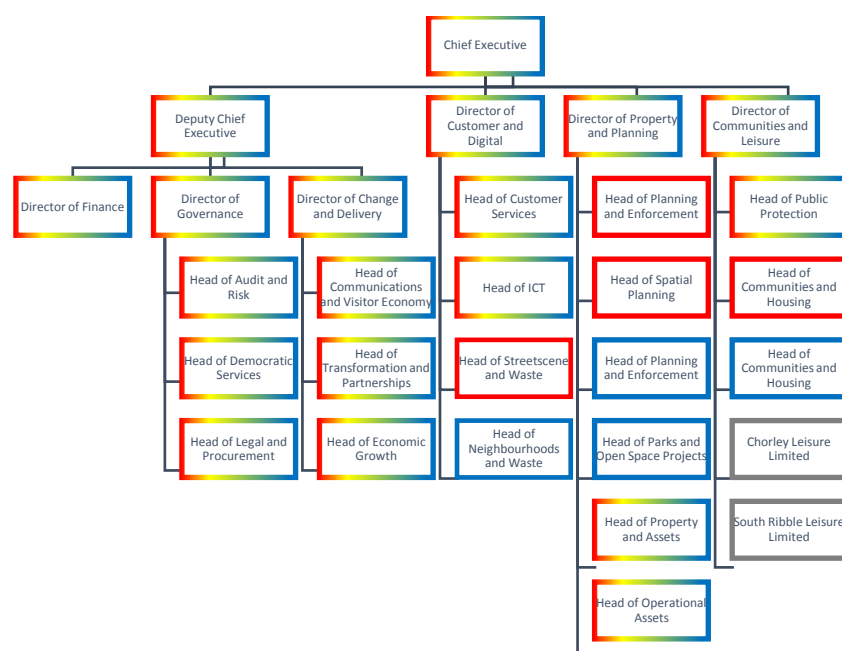 Chief Executive
Deputy Chief
Executive
Director of
Customer and
Digital
Director of Property
and Planning
Director of
Communities and
Leisure
Director of Finance
Director of
Governance
Director of Change
and Delivery
Head of Customer
Services
Head of Planning
and Enforcement
Head of Public
Protection
Head of Audit and
Risk
Head of
Communications
and Visitor Economy
Head of ICT
Head of Spatial
Planning
Head of
Communities and
Housing
Head of Democratic
Services
Head of
Transformation and
Partnerships
Head of Streetscene
and Waste
Head of Planning
and Enforcement
Head of
Communities and
Housing
Head of Legal and
Procurement
Head of Economic
Growth
Head of
Neighbourhoods
and Waste
Head of Parks and
Open Space Projects
Chorley Leisure
Limited
Head of Property
and Assets
South Ribble Leisure
Limited
Head of Operational
Assets